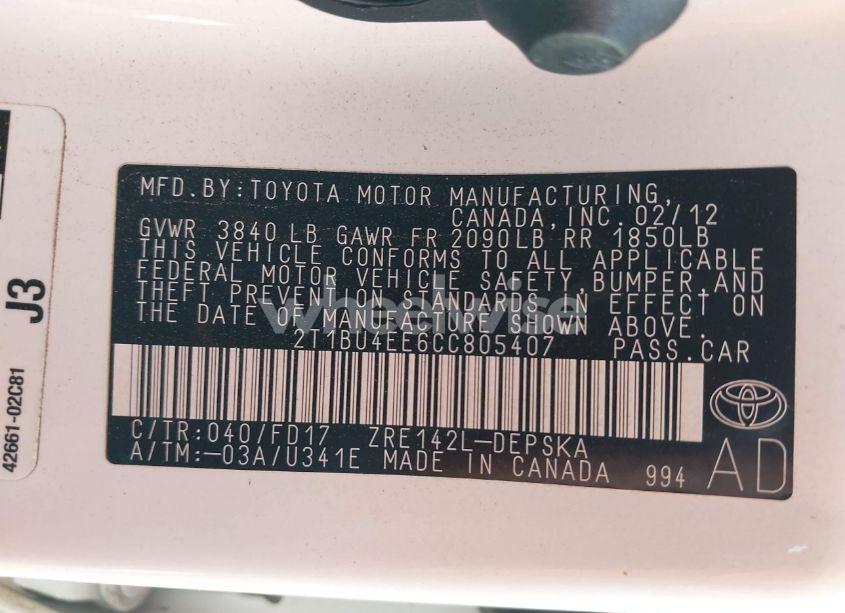 MFD.BY:TOYOTA MOTOR MANUFACTURING,
CANADA,INC.02/12
GVWR 3840 LB GAWR FR 2090LB RR 1850LB
THIS VEHICLE CONFORMS TO ALL APPLICABLE
FEDERAL MOTOR VEHICLE SAFETY,BUMPER,AND
THEFT PREVENTION STANDARDS IN EFFECT ON
THE DATE OF MANUFACTURE SHOWN ABOVE.
2T1BU4EE6CC805407 PASS.CAR
C/TR:040/FD17 ZRE142L-DEPSKA
A/TM:-03A/U341E MADE IN CANADA 994
AD
J3
42661-02C81
wheelwise